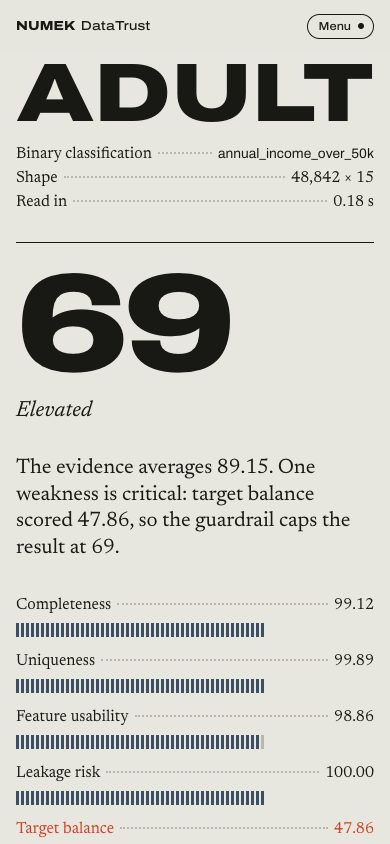 NUMEK DataTrust
Menu
ADULT
Binary classification annual_income_over_50k
Shape 48,842 × 15
Read in 0.18 s
69
Elevated
The evidence averages 89.15. One
weakness is critical: target balance
scored 47.86, so the guardrail caps the
result at 69.
Completeness 99.12
Uniqueness 99.89
Feature usability 98.86
Leakage risk 100.00
Target balance 47.86